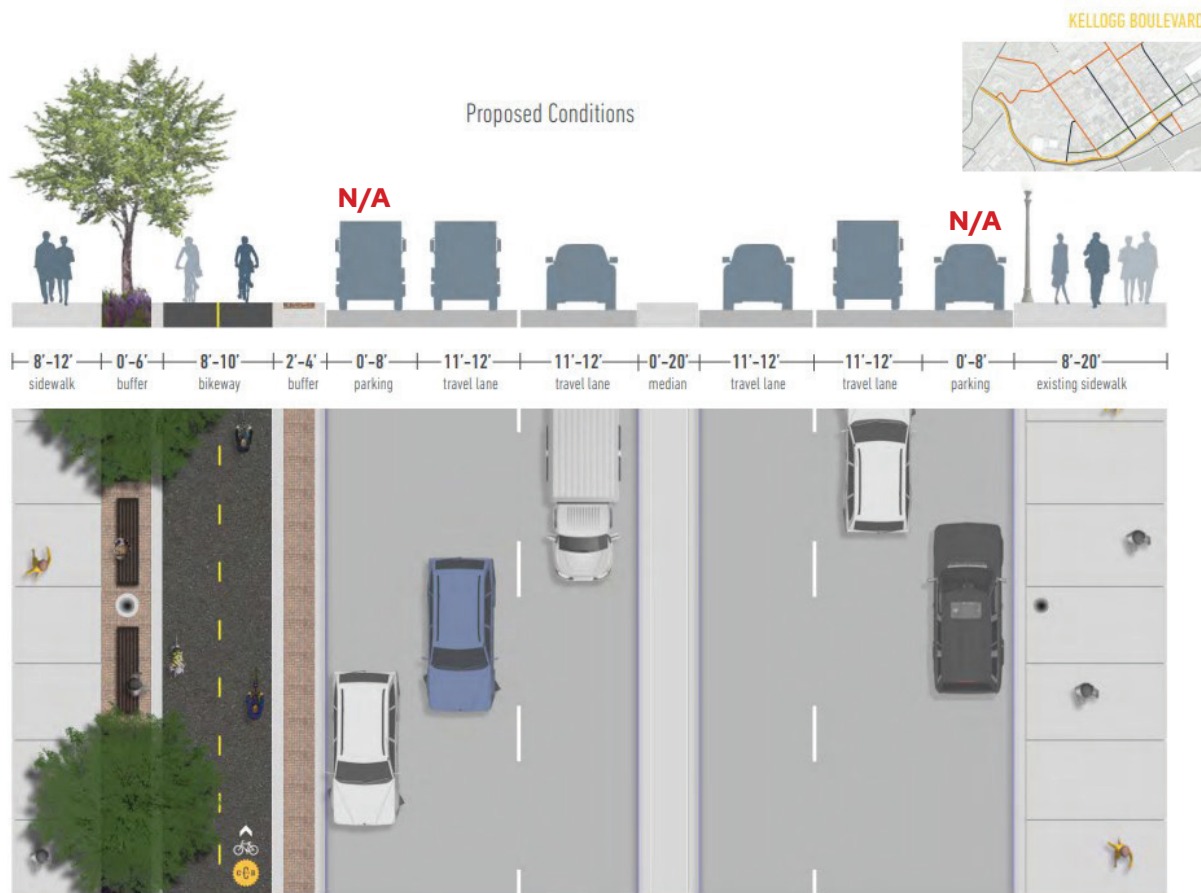 KELLOGG BOULEVARD
Proposed Conditions
N/A
N/A
8'-12' 0'-6' 8'-10' 2'-4' 0'-8' 11'-12' 11'-12' 0'-20' 11'-12' 11'-12' 0'-8' 8'-20'
sidewalk buffer bikeway buffer parking travel lane travel lane median travel lane travel lane parking existing sidewalk